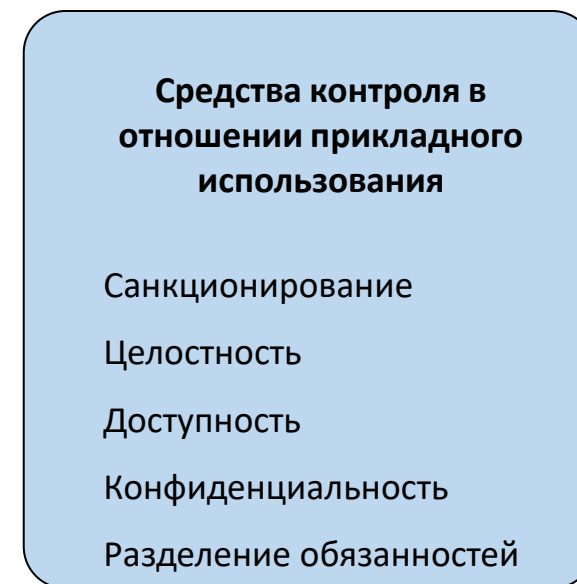 Средства контроля в
отношении прикладного
использования
Санкционирование
Целостность
Доступность
Конфиденциальность
Разделение обязанностей